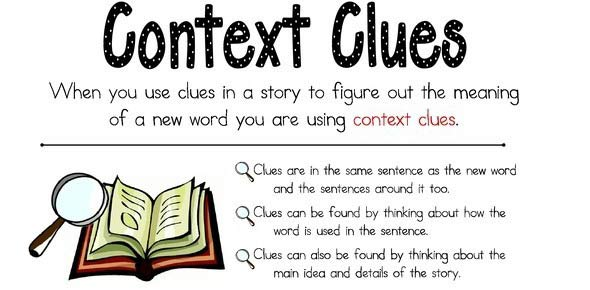 Context Clues
When you use clues in a story to figure out the meaning
of a new word you are using context clues.
Clues are in the same sentence as the new word
and the sentences around it too.
Clues can be found by thinking about how the
word is used in the sentence.
Clues can also be found by thinking about the
main idea and details of the story.